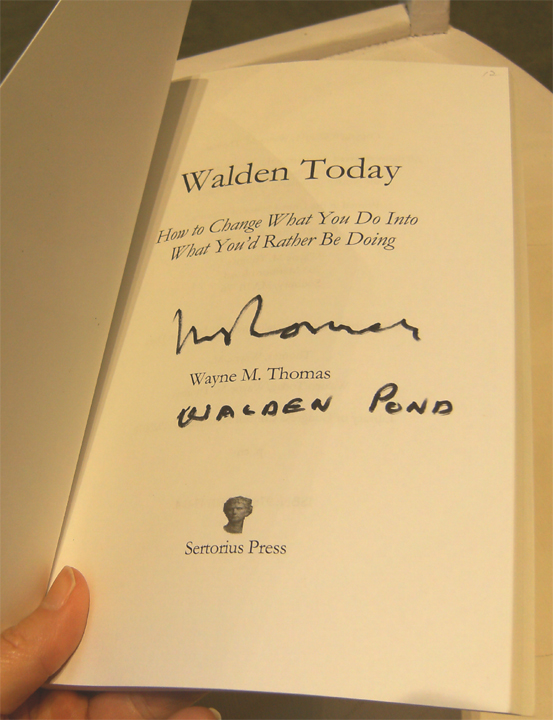 12
Walden Today
How to Change What You Do Into
What You'd Rather Be Doing
Wayne M. Thomas
WALDEN POND
Sertorius Press